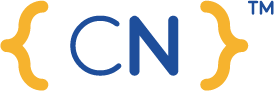 { CN } ™